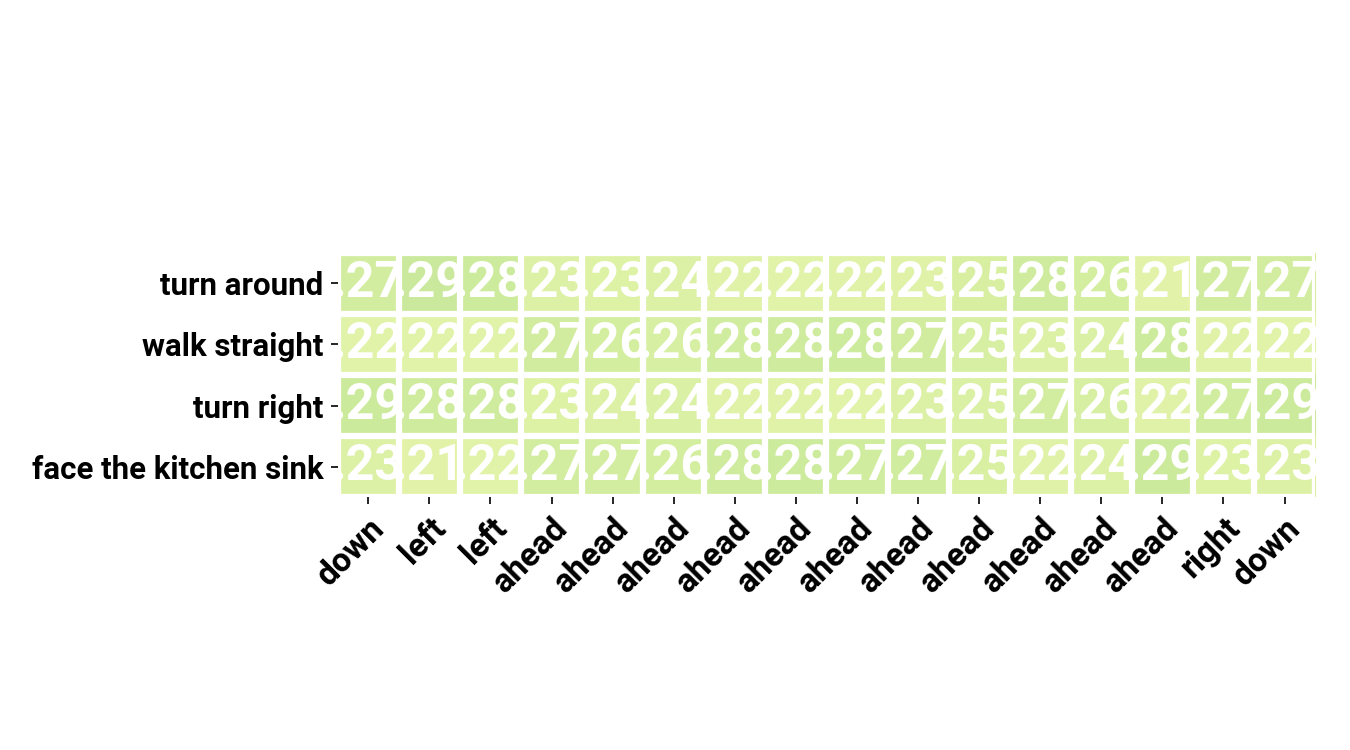 turn around .27 .29 .28 .23 .23 .24 .22 .22 .22 .23 .25 .28 .26 .21 .27 .27
walk straight .22 .22 .22 .27 .26 .26 .28 .28 .28 .27 .25 .23 .24 .28 .22 .22
turn right .29 .28 .28 .23 .24 .24 .22 .22 .22 .23 .25 .27 .26 .22 .27 .29
face the kitchen sink .23 .21 .22 .27 .27 .26 .28 .28 .27 .27 .25 .22 .24 .29 .23 .23
down left left ahead ahead ahead ahead ahead ahead ahead ahead ahead ahead ahead right down